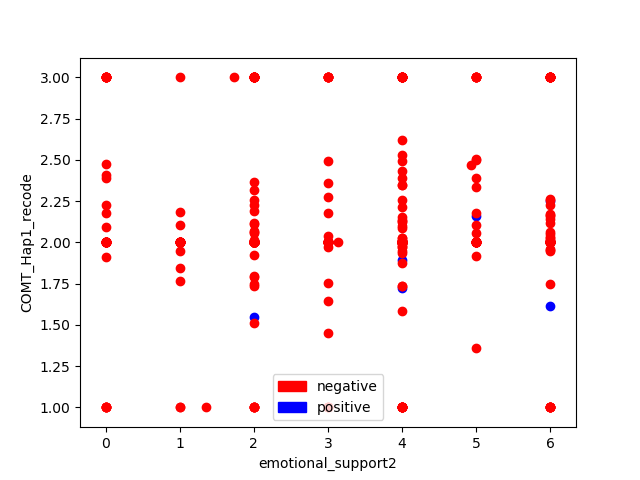 3.00
2.75
2.50
2.25
2.00
1.75
1.50
1.25
1.00
COMT_Hap1_recode
negative
positive
0 1 2 3 4 5 6
emotional_support2